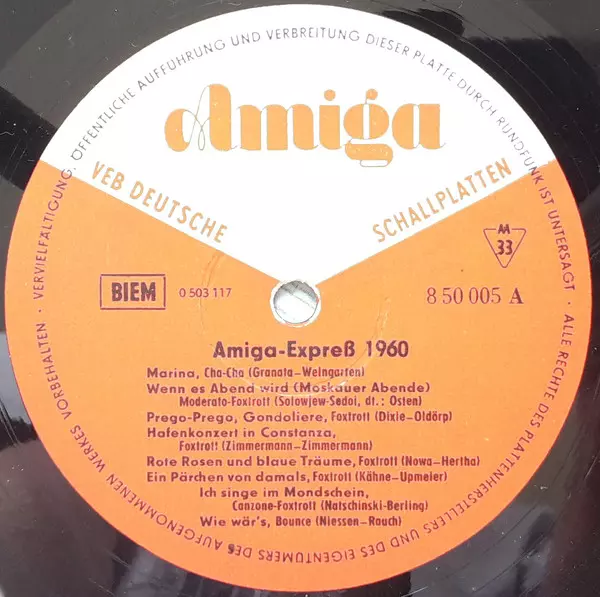 VERVIELFÄLTIGUNG, ÖFFENTLICHE AUFFÜHRUNG UND VERBREITUNG DIESER PLATTE DURCH RUNDFUNK IST UNTERSAGT · ALLE RECHTE DES PLATTENHERSTELLERS UND DES EIGENTÜMERS DES AUFGENOMMENEN WERKES VORBEHALTEN ·
Amiga
VEB DEUTSCHE SCHALLPLATTEN
M
33
BIEM 0 503 117
8 50 005 A
Amiga-Expreß 1960
Marina, Cha-Cha (Granata-Weingarten)
Wenn es Abend wird (Moskauer Abende)
Moderato-Foxtrott (Solowjew-Sedoi, dt.: Osten)
Prego-Prego, Gondoliere, Foxtrott (Dixie-Oldörp)
Hafenkonzert in Constanza,
Foxtrott (Zimmermann-Zimmermann)
Rote Rosen und blaue Träume, Foxtrott (Nowa-Hertha)
Ein Pärchen von damals, Foxtrott (Kähne-Upmeier)
Ich singe im Mondschein,
Canzone-Foxtrott (Natschinski-Berling)
Wie wär's, Bounce (Niessen-Rauch)